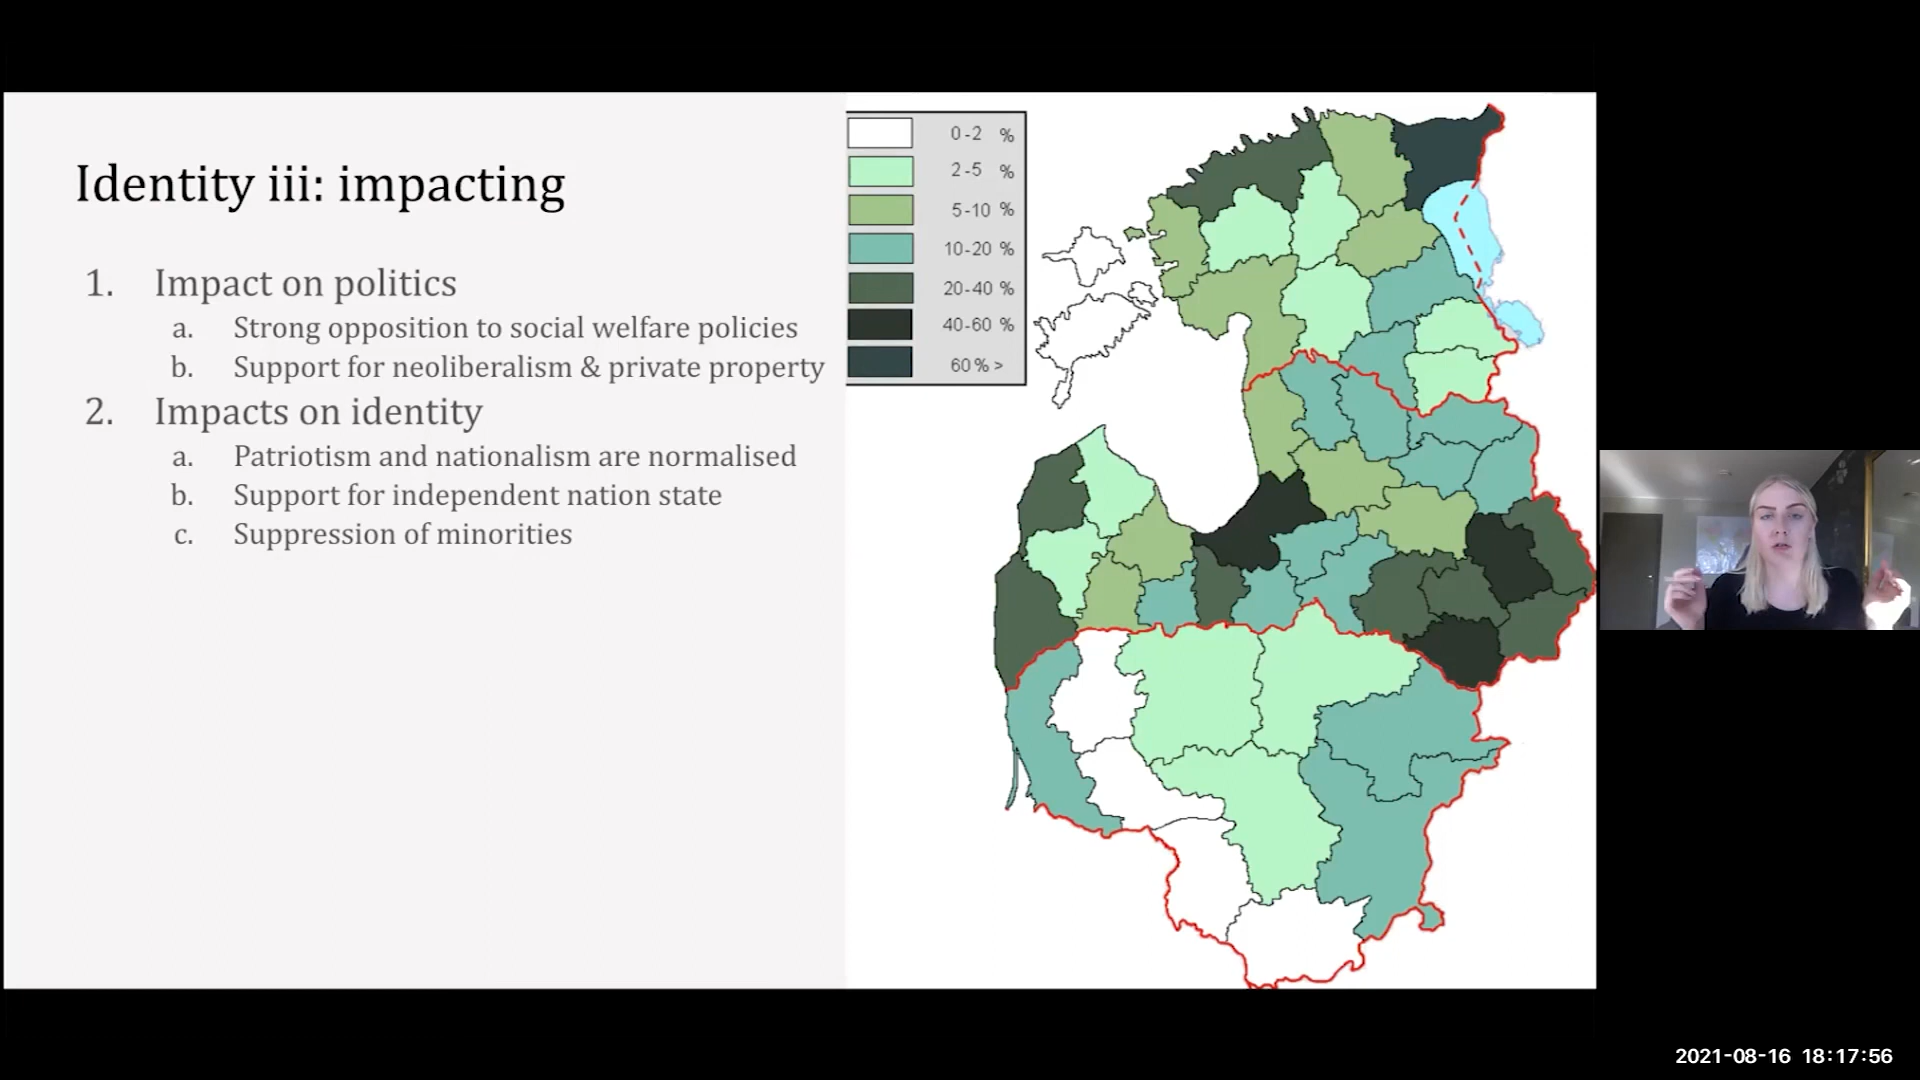 Identity iii: impacting
1. Impact on politics
a. Strong opposition to social welfare policies
b. Support for neoliberalism & private property
2. Impacts on identity
a. Patriotism and nationalism are normalised
b. Support for independent nation state
c. Suppression of minorities
0-2 %
2-5 %
5-10 %
10-20 %
20-40 %
40-60 %
60% >
2021-08-16 18:17:56